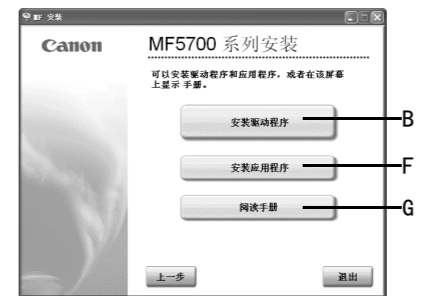 MF 安装
Canon
MF5700 系列安装
可以安装驱动程序和应用程序，或者在该屏幕
上显示 手册。
安装驱动程序
B
安装应用程序
F
阅读手册
G
上一步
退出